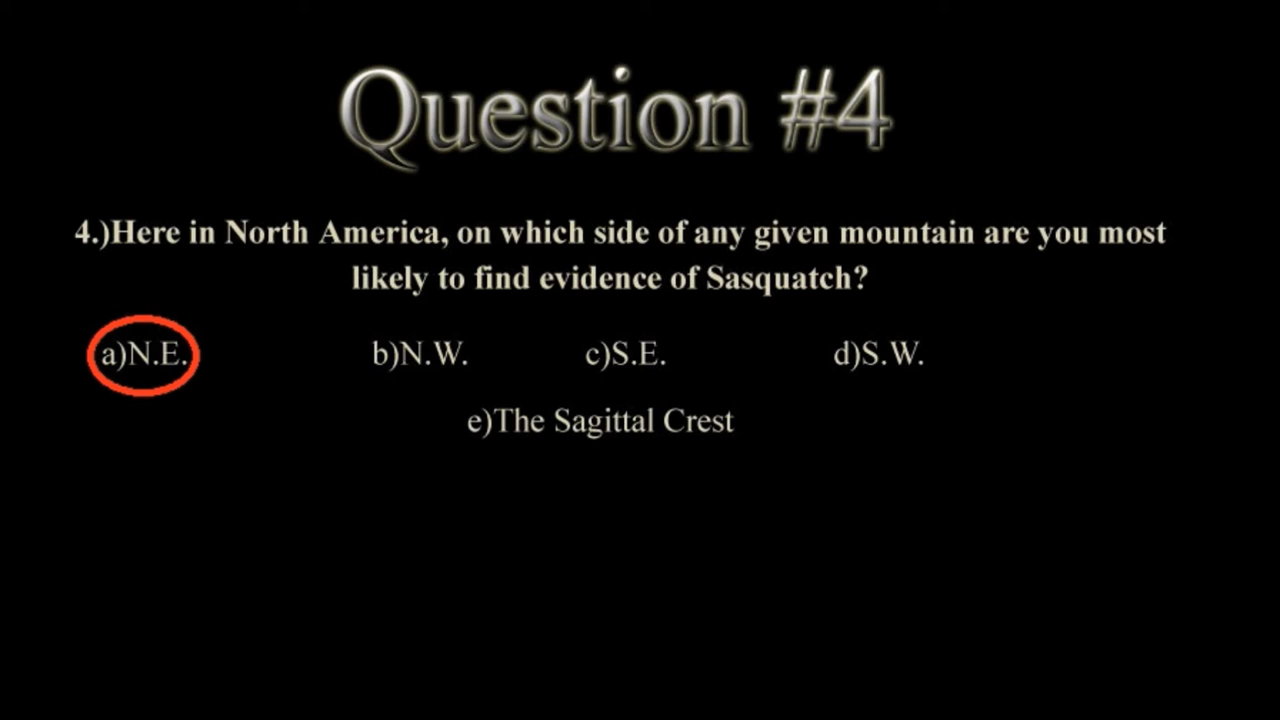 Question #4
4.)Here in North America, on which side of any given mountain are you most
likely to find evidence of Sasquatch?
a)N.E. b)N.W. c)S.E. d)S.W.
e)The Sagittal Crest